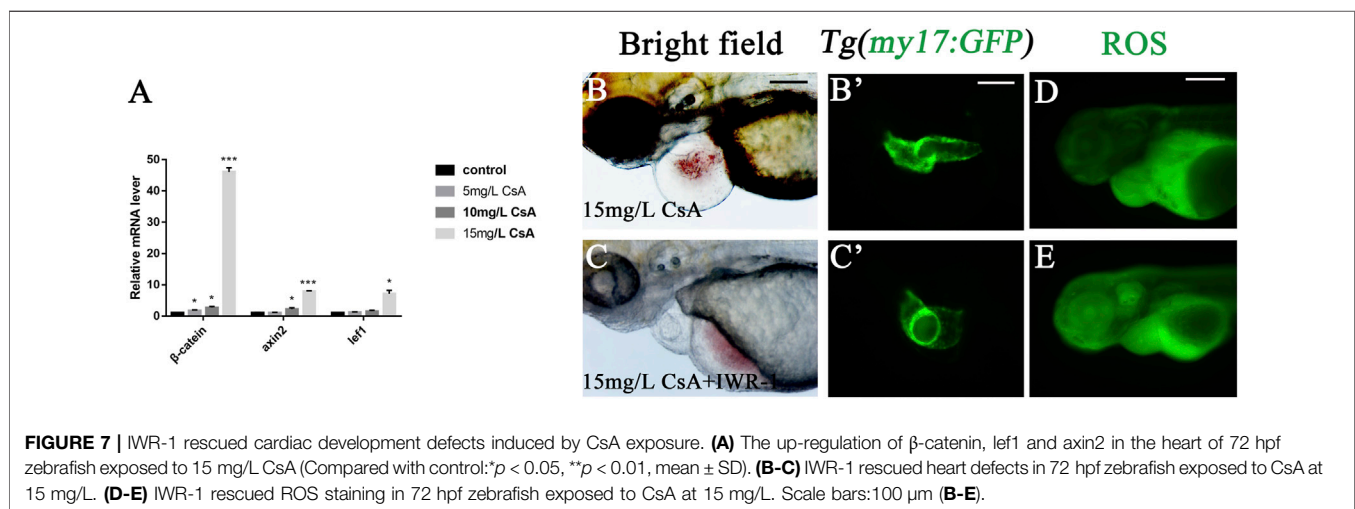 Bright field
Tg(my17:GFP)
ROS
A
Relative mRNA lever
50
40
30
20
10
0
*
*
***
*
***
*
β-catein
axin2
lef1
control
5mg/L CsA
10mg/L CsA
15mg/L CsA
B
15mg/L CsA
B'
D
C
15mg/L CsA+IWR-1
C'
E
FIGURE 7 | IWR-1 rescued cardiac development defects induced by CsA exposure. (A) The up-regulation of β-catenin, lef1 and axin2 in the heart of 72 hpf
zebrafish exposed to 15 mg/L CsA (Compared with control:*p < 0.05, **p < 0.01, mean ± SD). (B-C) IWR-1 rescued heart defects in 72 hpf zebrafish exposed to CsA at
15 mg/L. (D-E) IWR-1 rescued ROS staining in 72 hpf zebrafish exposed to CsA at 15 mg/L. Scale bars:100 µm (B-E).